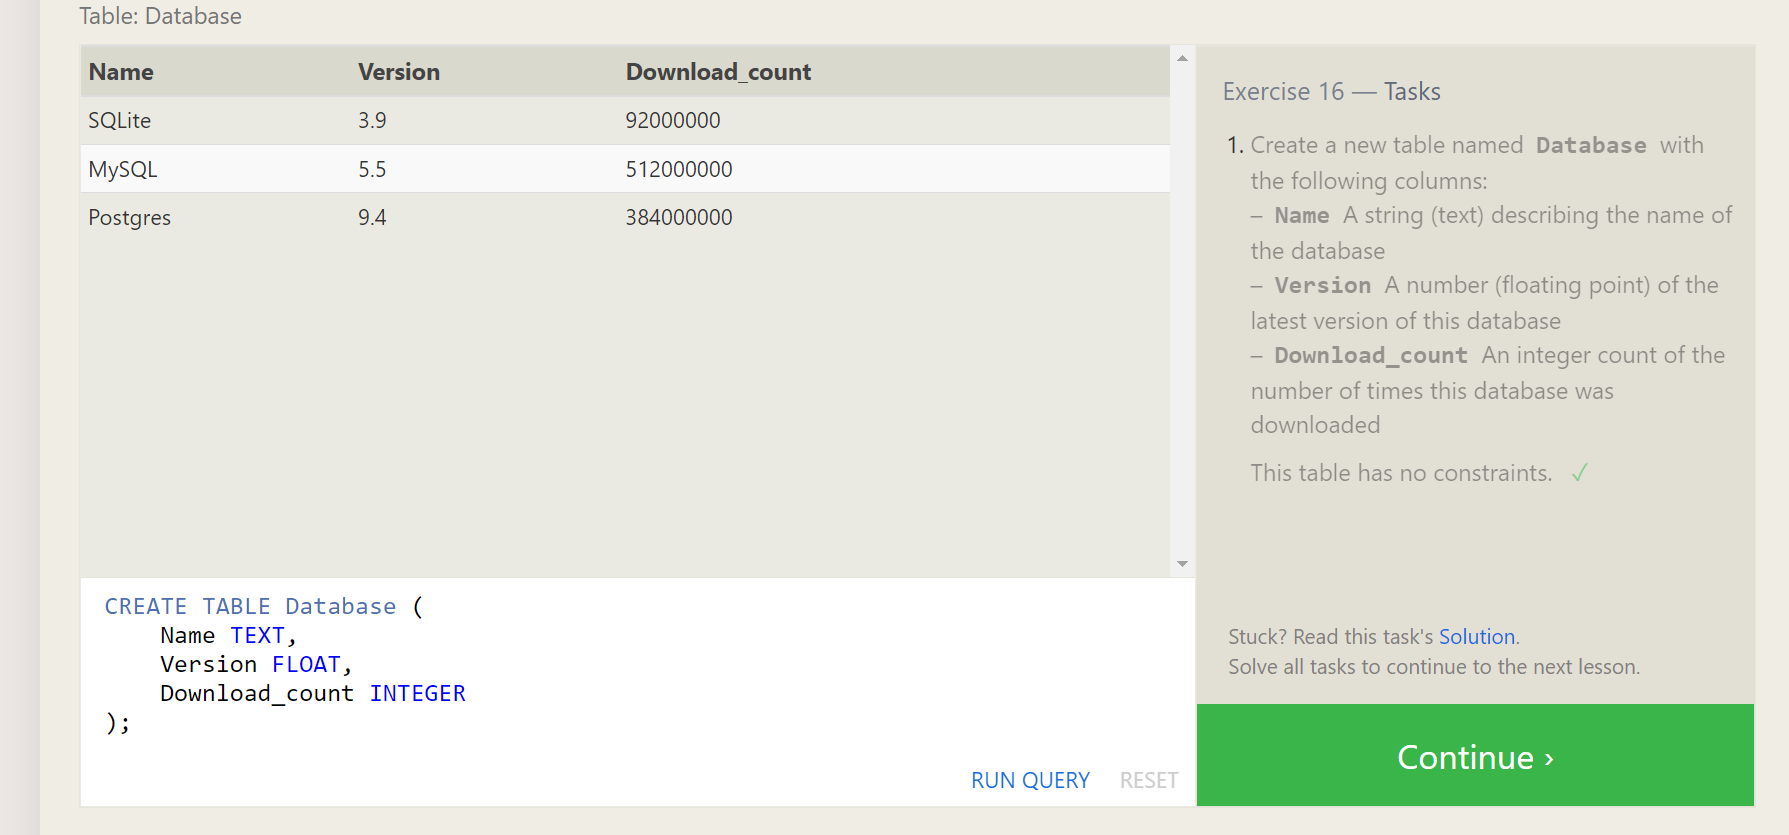 Table: Database
Name Version Download_count
SQLite 3.9 92000000
MySQL 5.5 512000000
Postgres 9.4 384000000
CREATE TABLE Database (
    Name TEXT,
    Version FLOAT,
    Download_count INTEGER
);
RUN QUERY RESET
Exercise 16 — Tasks
1. Create a new table named Database with
the following columns:
– Name A string (text) describing the name of
the database
– Version A number (floating point) of the
latest version of this database
– Download_count An integer count of the
number of times this database was
downloaded
This table has no constraints. ✓
Stuck? Read this task's Solution.
Solve all tasks to continue to the next lesson.
Continue ›